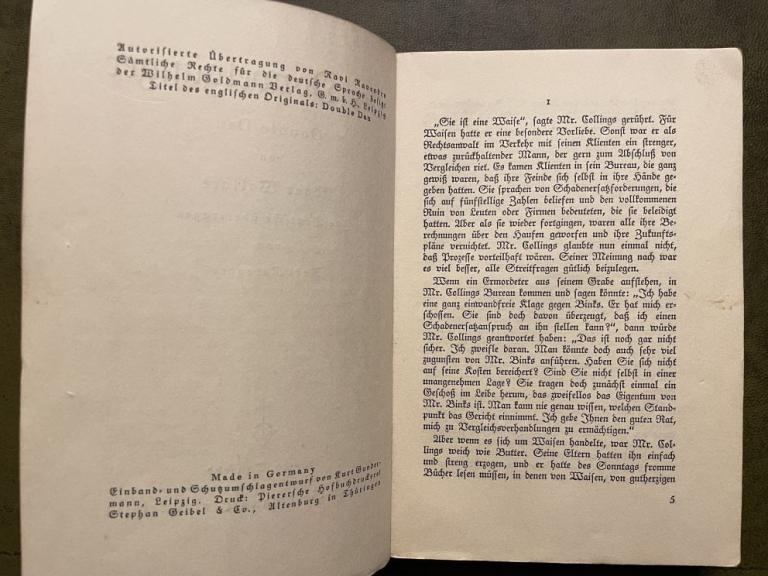 Autorisierte Übertragung von Ravi Ravendro
Sämtliche Rechte für die deutsche Sprache besitzt
der Wilhelm Goldmann Verlag, G. m. b. H., Leipzig
Titel des englischen Originals: Double Dan
Made in Germany
Einband- und Schutzumschlagentwurf von Kurt Gunder-
mann, Leipzig. Druck: Pierersche Hofbuchdruckerei
Stephan Geibel & Co., Altenburg in Thüringen
1
„Sie ist eine Waise“, sagte Mr. Collings gerührt. Für
Waisen hatte er eine besondere Vorliebe. Sonst war er als
Rechtsanwalt im Verkehr mit seinen Klienten ein strenger,
etwas zurückhaltender Mann, der gern zum Abschluß von
Vergleichen riet. Es kamen Klienten in sein Bureau, die ganz
gewiß waren, daß ihre Feinde sich selbst in ihre Hände ge-
geben hatten. Sie sprachen von Schadenersatzforderungen, die
sich auf fünfstellige Zahlen beliefen und den vollkommenen
Ruin von Leuten oder Firmen bedeuteten, die sie beleidigt
hatten. Aber als sie wieder fortgingen, waren alle ihre Be-
rechnungen über den Haufen geworfen und ihre Zukunfts-
pläne vernichtet. Mr. Collings glaubte nun einmal nicht,
daß Prozesse vorteilhaft wären. Seiner Meinung nach war
es viel besser, alle Streitfragen gütlich beizulegen.
Wenn ein Ermordeter aus seinem Grabe aufstehen, in
Mr. Collings Bureau kommen und sagen könnte: „Ich habe
eine ganz einwandfreie Klage gegen Binks. Er hat mich er-
schossen. Sie sind doch davon überzeugt, daß ich einen
Schadenersatzanspruch an ihn stellen kann?“, dann würde
Mr. Collings geantwortet haben: „Das ist noch gar nicht
sicher. Ich zweifle daran. Man könnte doch auch sehr viel
zugunsten von Mr. Binks anführen. Haben Sie sich nicht
auf seine Kosten bereichert? Sind Sie nicht selbst in einer
unangenehmen Lage? Sie tragen doch zunächst einmal ein
Geschoß im Leibe herum, das zweifellos das Eigentum von
Mr. Binks ist. Man kann nie genau wissen, welchen Stand-
punkt das Gericht einnimmt. Ich gebe Ihnen den guten Rat,
mich zu Vergleichsverhandlungen zu ermächtigen.“
Aber wenn es sich um Waisen handelte, war Mr. Col-
lings weich wie Butter. Seine Eltern hatten ihn einfach
und streng erzogen, und er hatte des Sonntags fromme
Bücher lesen müssen, in denen von Waisen, von gutherzigen
5